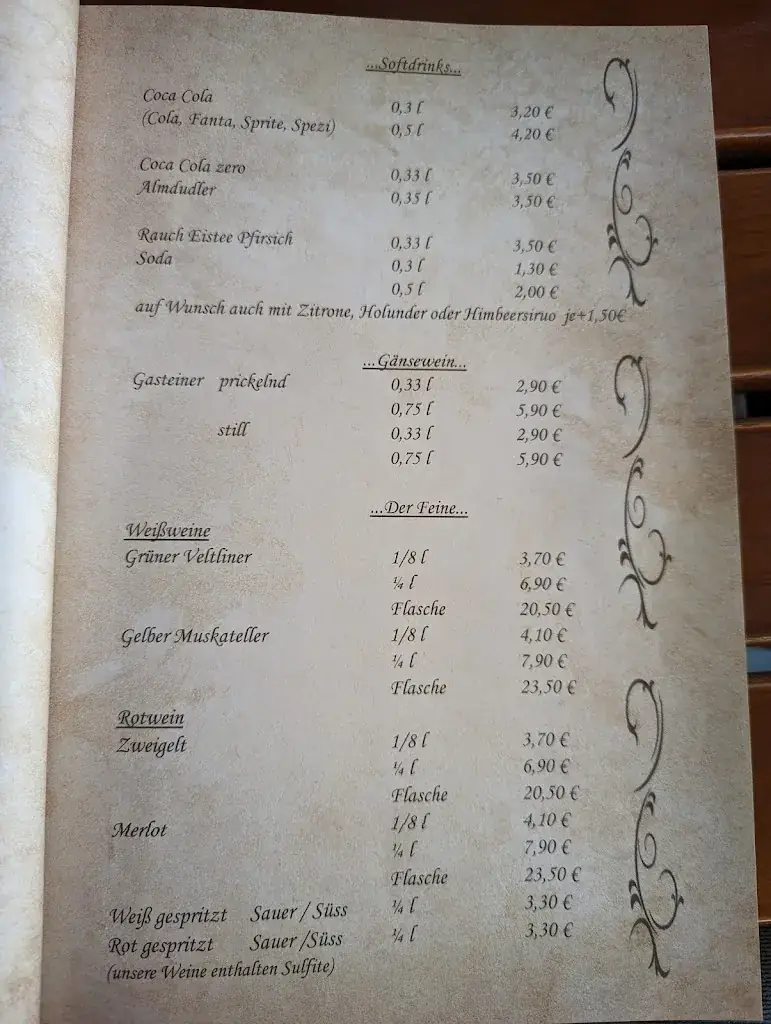 ...Softdrinks...
Coca Cola 0,3 l 3,20 €
(Cola, Fanta, Sprite, Spezi) 0,5 l 4,20 €
Coca Cola zero 0,33 l 3,50 €
Almdudler 0,35 l 3,50 €
Rauch Eistee Pfirsich 0,33 l 3,50 €
Soda 0,3 l 1,30 €
0,5 l 2,00 €
auf Wunsch auch mit Zitrone, Holunder oder Himbeersiruo je+1,50€
...Gänsewein...
Gasteiner prickelnd 0,33 l 2,90 €
0,75 l 5,90 €
still 0,33 l 2,90 €
0,75 l 5,90 €
...Der Feine...
Weißweine
Grüner Veltliner 1/8 l 3,70 €
¼ l 6,90 €
Flasche 20,50 €
Gelber Muskateller 1/8 l 4,10 €
¼ l 7,90 €
Flasche 23,50 €
Rotwein
Zweigelt 1/8 l 3,70 €
¼ l 6,90 €
Flasche 20,50 €
Merlot 1/8 l 4,10 €
¼ l 7,90 €
Flasche 23,50 €
Weiß gespritzt Sauer / Süss ¼ l 3,30 €
Rot gespritzt Sauer /Süss ¼ l 3,30 €
(unsere Weine enthalten Sulfite)